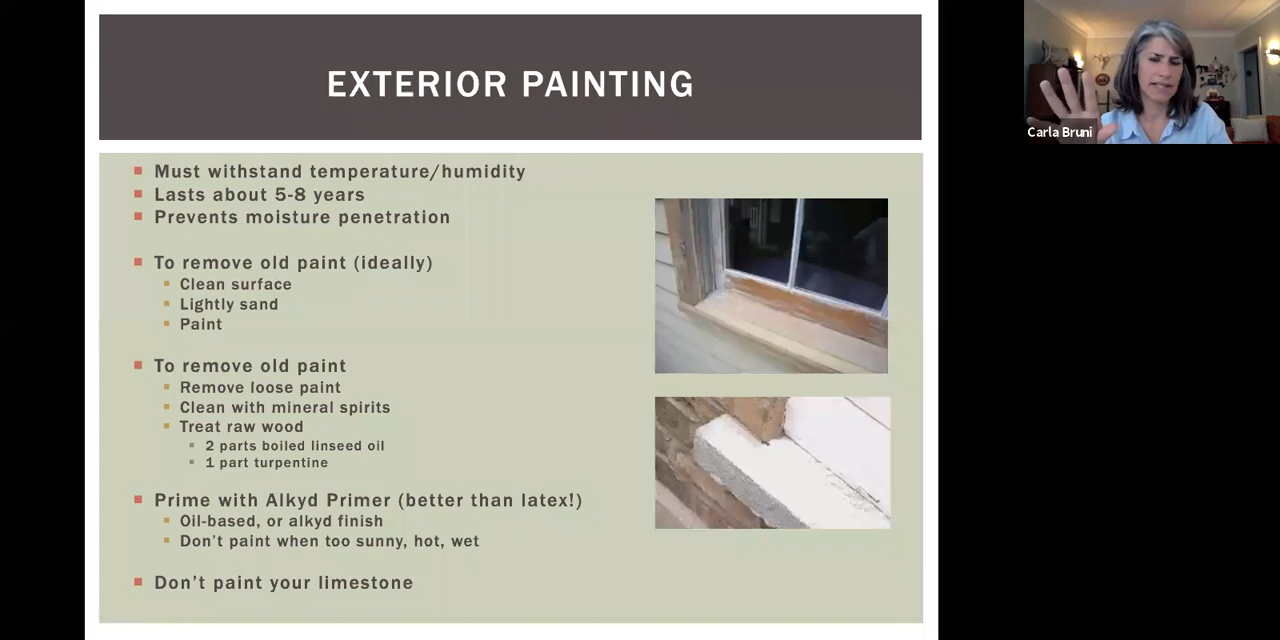 EXTERIOR PAINTING
Carla Bruni
Must withstand temperature/humidity
Lasts about 5-8 years
Prevents moisture penetration
To remove old paint (ideally)
Clean surface
Lightly sand
Paint
To remove old paint
Remove loose paint
Clean with mineral spirits
Treat raw wood
2 parts boiled linseed oil
1 part turpentine
Prime with Alkyd Primer (better than latex!)
Oil-based, or alkyd finish
Don't paint when too sunny, hot, wet
Don't paint your limestone